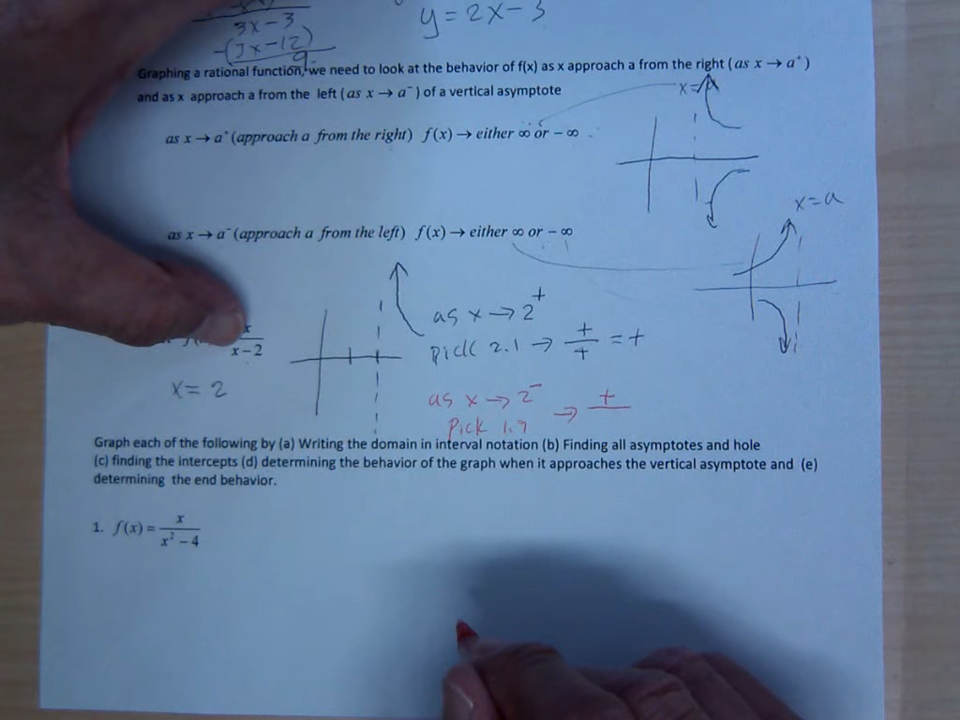 3x-3
y = 2x-3
-(3x-12)
9
Graphing a rational function, we need to look at the behavior of f(x) as x approach a from the right (as x → a⁺)
and as x approach a from the left (as x → a⁻) of a vertical asymptote
x=a
as x → a⁺ (approach a from the right) f(x) → either ∞ or − ∞
x=a
as x → a⁻ (approach a from the left) f(x) → either ∞ or − ∞
as x → 2⁺
x
x−2
pick 2.1 → +/+ = +
x = 2
as x → 2⁻
pick 1.9 → +/
Graph each of the following by (a) Writing the domain in interval notation (b) Finding all asymptotes and hole
(c) finding the intercepts (d) determining the behavior of the graph when it approaches the vertical asymptote and (e)
determining the end behavior.
1. f(x) = x/(x² − 4)